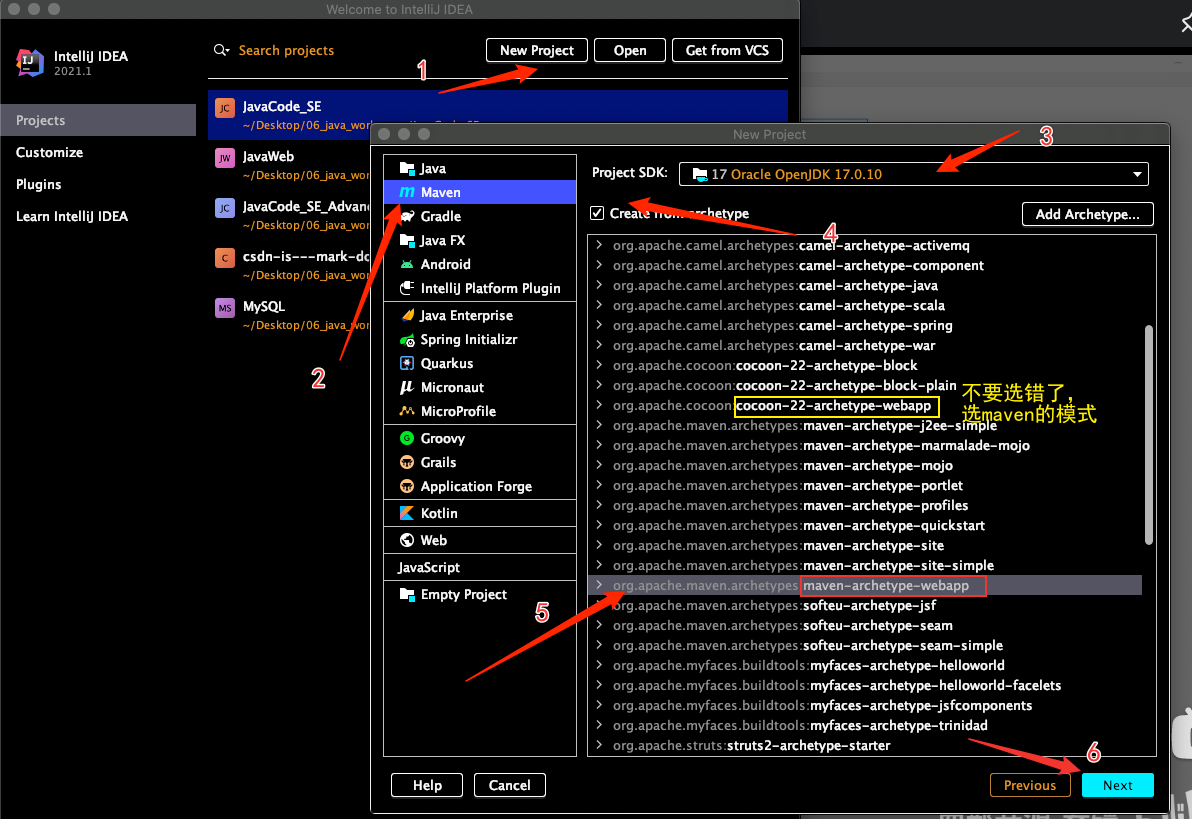 Welcome to IntelliJ IDEA
IntelliJ IDEA
2021.1
Search projects
New Project
Open
Get from VCS
1
Projects
Customize
Plugins
Learn IntelliJ IDEA
JC
JavaCode_SE
~/Desktop/06_java_wor
JW
JavaWeb
~/Desktop/06_java_wor
JC
JavaCode_SE_Advan
~/Desktop/06_java_wor
C
csdn-is---mark-do
~/Desktop/06_java_wor
MS
MySQL
~/Desktop/06_java_wor
New Project
Java
Maven
Gradle
Java FX
Android
IntelliJ Platform Plugin
Java Enterprise
Spring Initializr
Quarkus
Micronaut
MicroProfile
Groovy
Grails
Application Forge
Kotlin
Web
JavaScript
Empty Project
2
3
Project SDK:
17 Oracle OpenJDK 17.0.10
Create from archetype
4
Add Archetype...
org.apache.camel.archetypes:camel-archetype-activemq
org.apache.camel.archetypes:camel-archetype-component
org.apache.camel.archetypes:camel-archetype-java
org.apache.camel.archetypes:camel-archetype-scala
org.apache.camel.archetypes:camel-archetype-spring
org.apache.camel.archetypes:camel-archetype-war
org.apache.cocoon:cocoon-22-archetype-block
org.apache.cocoon:cocoon-22-archetype-block-plain
org.apache.cocoon:cocoon-22-archetype-webapp
不要选错了，
选maven的模式
org.apache.maven.archetypes:maven-archetype-j2ee-simple
org.apache.maven.archetypes:maven-archetype-marmalade-mojo
org.apache.maven.archetypes:maven-archetype-mojo
org.apache.maven.archetypes:maven-archetype-portlet
org.apache.maven.archetypes:maven-archetype-profiles
org.apache.maven.archetypes:maven-archetype-quickstart
org.apache.maven.archetypes:maven-archetype-site
org.apache.maven.archetypes:maven-archetype-site-simple
org.apache.maven.archetypes:maven-archetype-webapp
5
org.apache.maven.archetypes:softeu-archetype-jsf
org.apache.maven.archetypes:softeu-archetype-seam
org.apache.maven.archetypes:softeu-archetype-seam-simple
org.apache.myfaces.buildtools:myfaces-archetype-helloworld
org.apache.myfaces.buildtools:myfaces-archetype-helloworld-facelets
org.apache.myfaces.buildtools:myfaces-archetype-jsfcomponents
org.apache.myfaces.buildtools:myfaces-archetype-trinidad
org.apache.struts:struts2-archetype-starter
6
Help
Cancel
Previous
Next